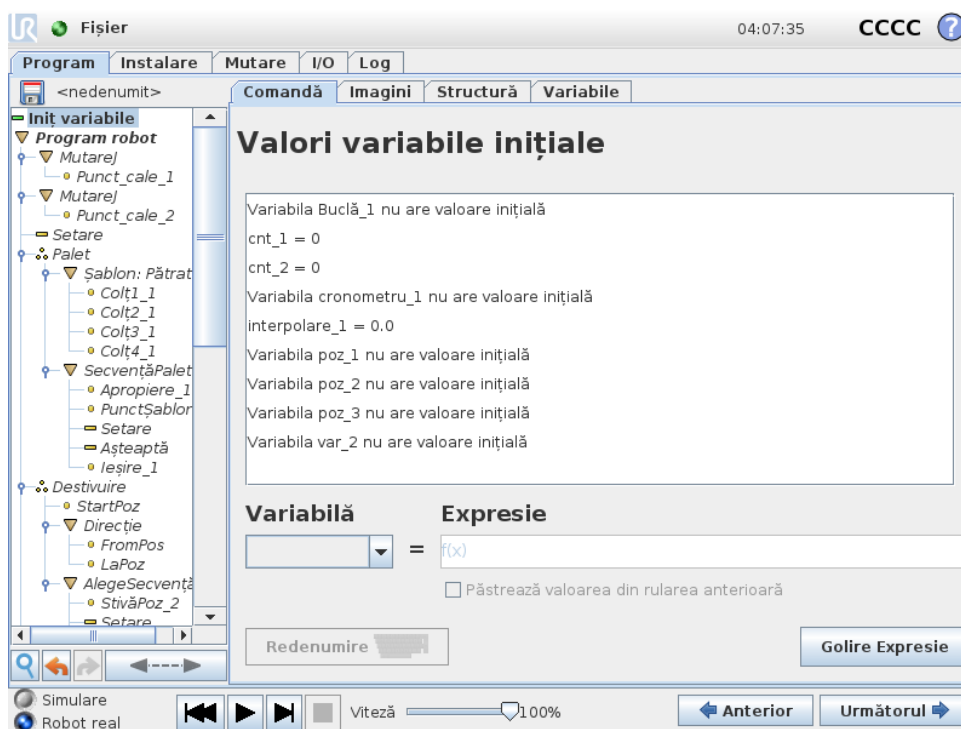 UR Fișier 04:07:35 CCCC ?
Program Instalare Mutare I/O Log
<nedenumit> Comandă Imagini Structură Variabile
Iniț variabile
Program robot
MutareJ
Punct_cale_1
MutareJ
Punct_cale_2
Setare
Palet
Șablon: Pătrat
Colț1_1
Colț2_1
Colț3_1
Colț4_1
SecvențăPalet
Apropiere_1
PunctȘablor
Setare
Așteaptă
Ieșire_1
Destivuire
StartPoz
Direcție
FromPos
LaPoz
AlegeSecvență
StivăPoz_2
Setare
Valori variabile inițiale
Variabila Buclă_1 nu are valoare inițială
cnt_1 = 0
cnt_2 = 0
Variabila cronometru_1 nu are valoare inițială
interpolare_1 = 0.0
Variabila poz_1 nu are valoare inițială
Variabila poz_2 nu are valoare inițială
Variabila poz_3 nu are valoare inițială
Variabila var_2 nu are valoare inițială
Variabilă Expresie
= f(x)
Păstrează valoarea din rularea anterioară
Redenumire
Golire Expresie
Simulare
Robot real
Viteză 100%
Anterior Următorul